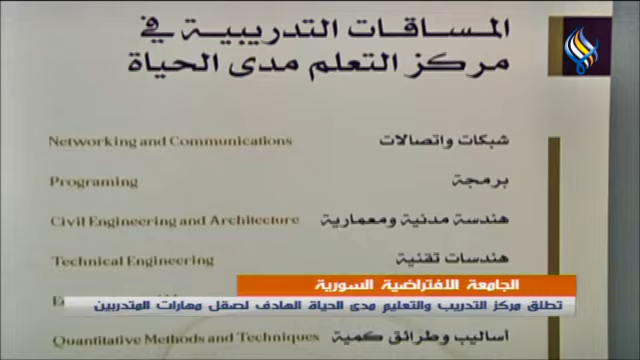 المساقات التدريبية في
مركز التعلم مدى الحياة
شبكات واتصالات
Networking and Communications
برمجة
Programing
هندسة مدنية ومعمارية
Civil Engineering and Architecture
هندسات تقنية
Technical Engineering
الجامعة الافتراضية السورية
تطلق مركز التدريب والتعليم مدى الحياة الهادف لصقل مهارات المتدربين
أساليب وطرائق كمية
Quantitative Methods and Techniques